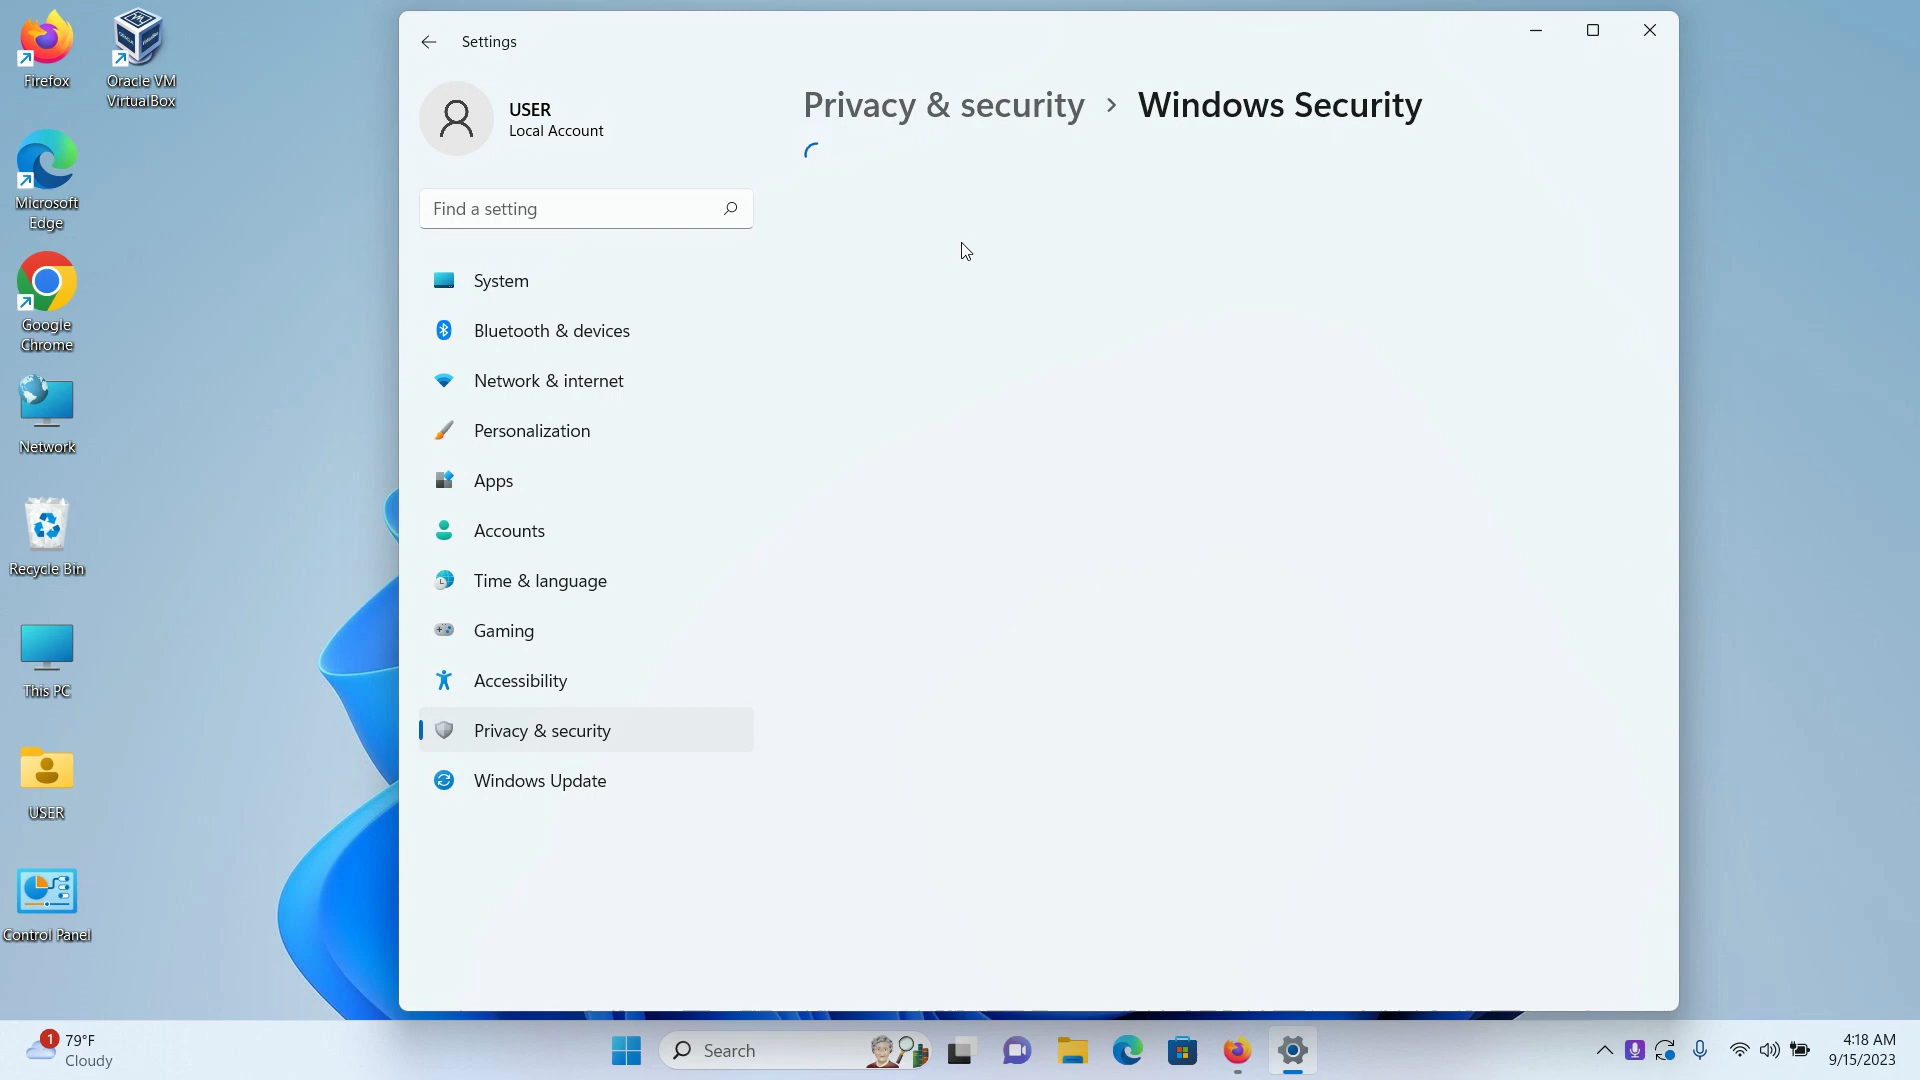 Firefox
Oracle VM
VirtualBox
Microsoft
Edge
Google
Chrome
Network
Recycle Bin
This PC
USER
Control Panel
Settings
USER
Local Account
Find a setting
System
Bluetooth & devices
Network & internet
Personalization
Apps
Accounts
Time & language
Gaming
Accessibility
Privacy & security
Windows Update
Privacy & security > Windows Security
1
79°F
Cloudy
Search
4:18 AM
9/15/2023